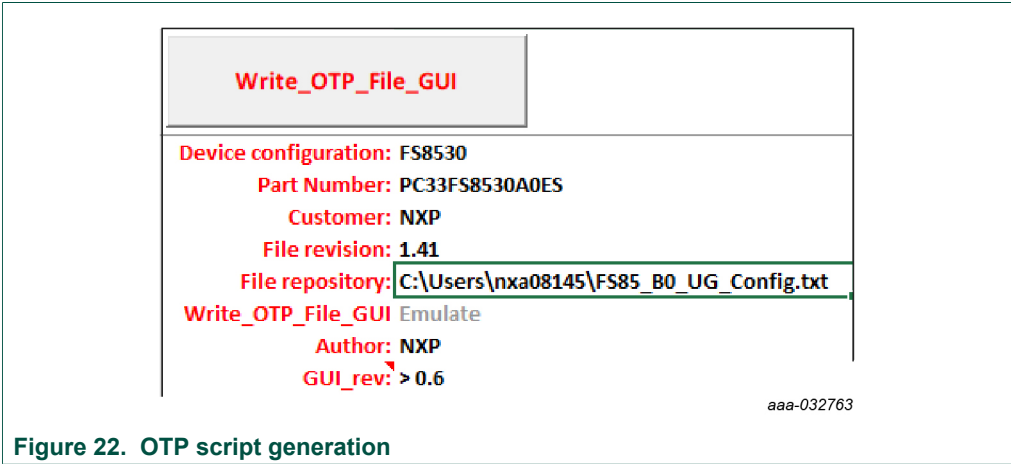 Write_OTP_File_GUI
Device configuration: FS8530
Part Number: PC33FS8530A0ES
Customer: NXP
File revision: 1.41
File repository: C:\Users\nxa08145\FS85_B0_UG_Config.txt
Write_OTP_File_GUI Emulate
Author: NXP
GUI_rev: > 0.6
aaa-032763
Figure 22. OTP script generation